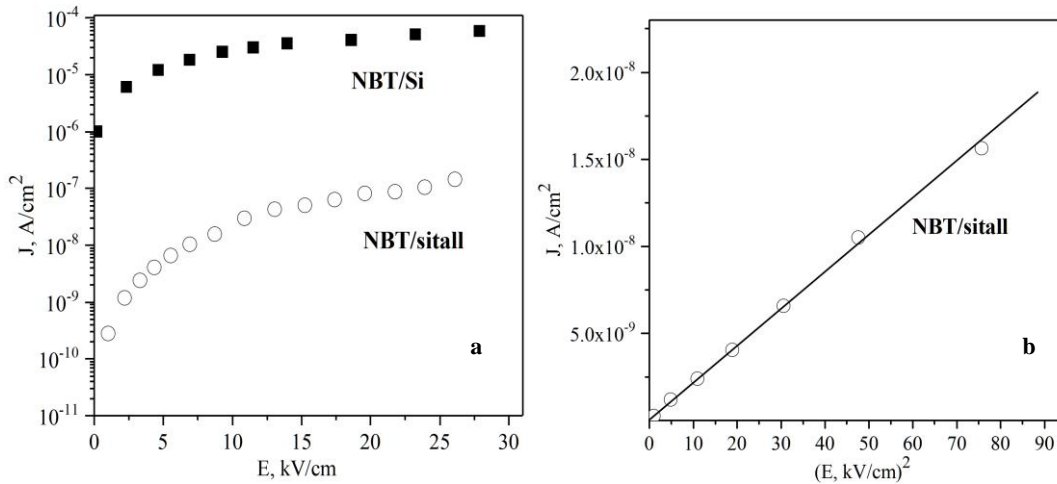 10^-4
10^-5
10^-6
10^-7
10^-8
10^-9
10^-10
10^-11
J, A/cm^2
NBT/Si
NBT/sitall
a
0 5 10 15 20 25 30
E, kV/cm
2.0x10^-8
1.5x10^-8
1.0x10^-8
5.0x10^-9
J, A/cm^2
NBT/sitall
b
0 10 20 30 40 50 60 70 80 90
(E, kV/cm)^2